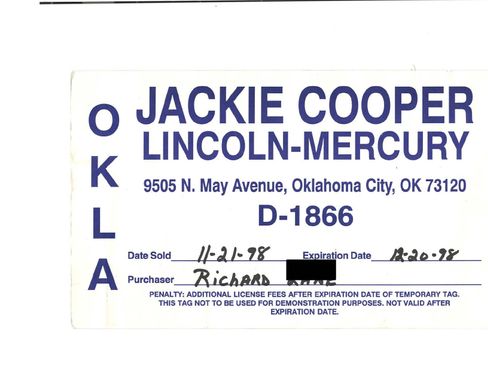 OKLA
JACKIE COOPER
LINCOLN-MERCURY
9505 N. May Avenue, Oklahoma City, OK 73120
D-1866
Date Sold 11-21-98 Expiration Date 12-20-98
Purchaser Richard
PENALTY: ADDITIONAL LICENSE FEES AFTER EXPIRATION DATE OF TEMPORARY TAG.
THIS TAG NOT TO BE USED FOR DEMONSTRATION PURPOSES. NOT VALID AFTER
EXPIRATION DATE.